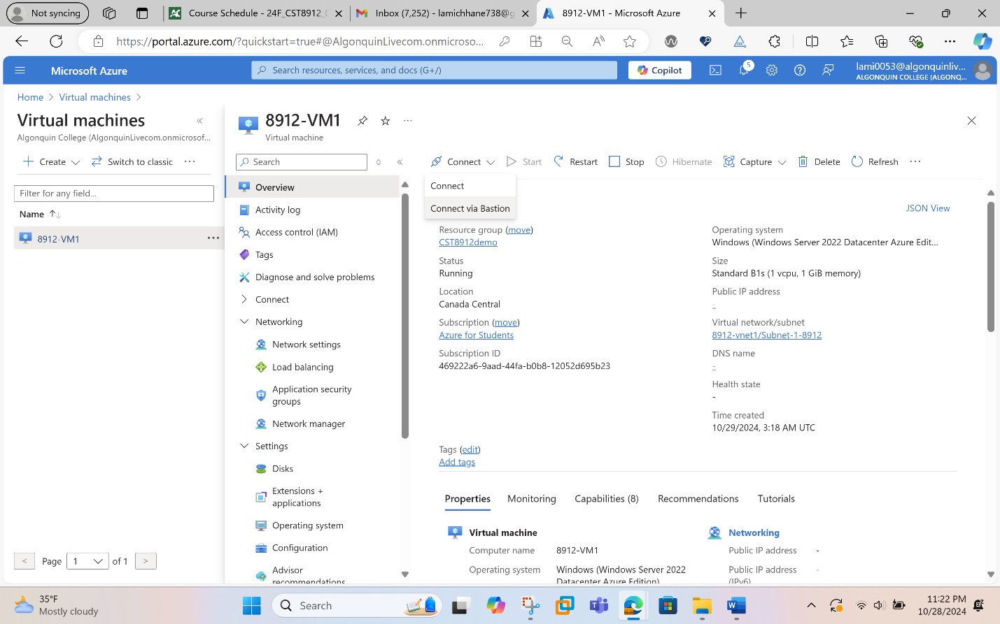 Not syncing
Course Schedule - 24F_CST8912_
Inbox (7,252) - lamichhane738@g
8912-VM1 - Microsoft Azure
https://portal.azure.com/?quickstart=true#@AlgonquinLivecom.onmicroso...
Microsoft Azure
Search resources, services, and docs (G+/)
Copilot
5
lami0053@algonquinliv...
ALGONQUIN COLLEGE (ALGONQ...
Home > Virtual machines >
Virtual machines
Algonquin College (AlgonquinLivecom.onmicrosof...
Create
Switch to classic
Filter for any field...
Name
8912-VM1
< Page 1 of 1 >
8912-VM1
Virtual machine
Search
Overview
Activity log
Access control (IAM)
Tags
Diagnose and solve problems
Connect
Networking
Network settings
Load balancing
Application security
groups
Network manager
Settings
Disks
Extensions +
applications
Operating system
Configuration
Advisor
recommendations
Connect
Start
Restart
Stop
Hibernate
Capture
Delete
Refresh
Connect
Connect via Bastion
JSON View
Resource group (move)
CST8912demo
Status
Running
Location
Canada Central
Subscription (move)
Azure for Students
Subscription ID
469222a6-9aad-44fa-b0b8-12052d695b23
Operating system
Windows (Windows Server 2022 Datacenter Azure Edit...
Size
Standard B1s (1 vcpu, 1 GiB memory)
Public IP address
-
Virtual network/subnet
8912-vnet1/Subnet-1-8912
DNS name
-
Health state
-
Time created
10/29/2024, 3:18 AM UTC
Tags (edit)
Add tags
Properties
Monitoring
Capabilities (8)
Recommendations
Tutorials
Virtual machine
Computer name 8912-VM1
Operating system Windows (Windows Server 2022
Datacenter Azure Edition)
Networking
Public IP address -
Public IP address -
(IPv6)
35°F
Mostly cloudy
Search
11:22 PM
10/28/2024